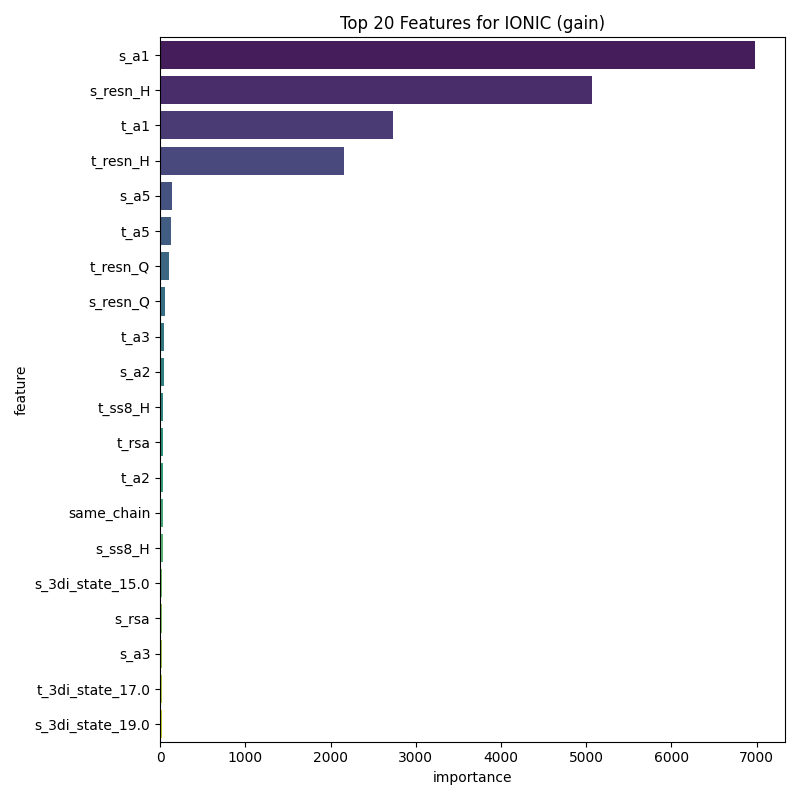 Top 20 Features for IONIC (gain)
s_a1
s_resn_H
t_a1
t_resn_H
s_a5
t_a5
t_resn_Q
s_resn_Q
t_a3
s_a2
t_ss8_H
t_rsa
t_a2
same_chain
s_ss8_H
s_3di_state_15.0
s_rsa
s_a3
t_3di_state_17.0
s_3di_state_19.0
feature
0 1000 2000 3000 4000 5000 6000 7000
importance